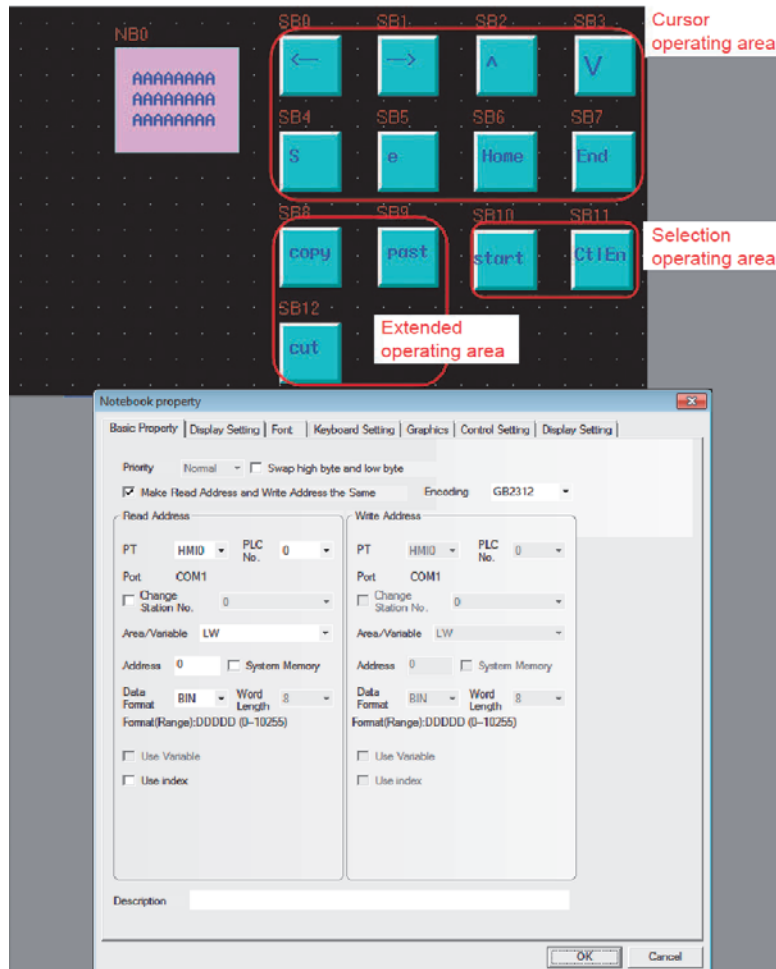 NB0
AAAAAAAA
AAAAAAAA
AAAAAAAA
SB0 SB1 SB2 SB3
<— —> ^ V
Cursor
operating area
SB4 SB5 SB6 SB7
S e Home End
SB8 SB9 SB10 SB11
copy past start CtlEn
Selection
operating area
SB12
cut
Extended
operating area
Notebook property
Basic Property Display Setting Font Keyboard Setting Graphics Control Setting Display Setting
Priority Normal Swap high byte and low byte
Make Read Address and Write Address the Same Encoding GB2312
Read Address
PT HMI0 PLC No. 0
Port COM1
Change Station No. 0
Area/Variable LW
Address 0 System Memory
Data Format BIN Word Length 8
Format(Range):DDDDD (0~10255)
Use Variable
Use index
Write Address
PT HMI0 PLC No. 0
Port COM1
Change Station No. 0
Area/Variable LW
Address 0 System Memory
Data Format BIN Word Length 8
Format(Range):DDDDD (0~10255)
Use Variable
Use index
Description
OK Cancel